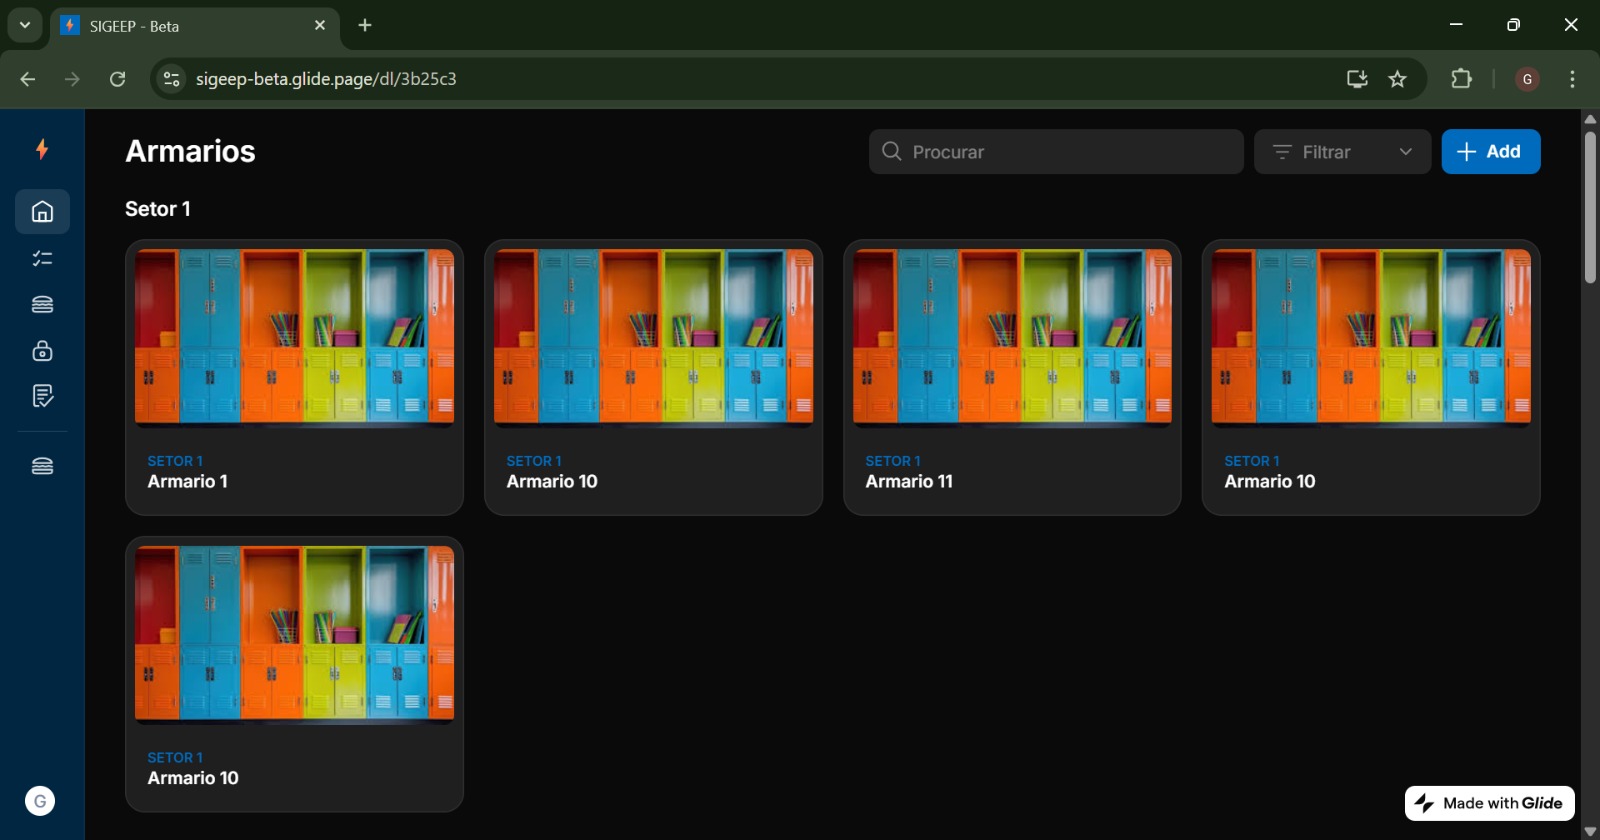 SIGEEP - Beta
sigeep-beta.glide.page/dl/3b25c3
G
Armarios
Procurar
Filtrar
Add
Setor 1
SETOR 1
Armario 1
SETOR 1
Armario 10
SETOR 1
Armario 11
SETOR 1
Armario 10
SETOR 1
Armario 10
G
Made with Glide